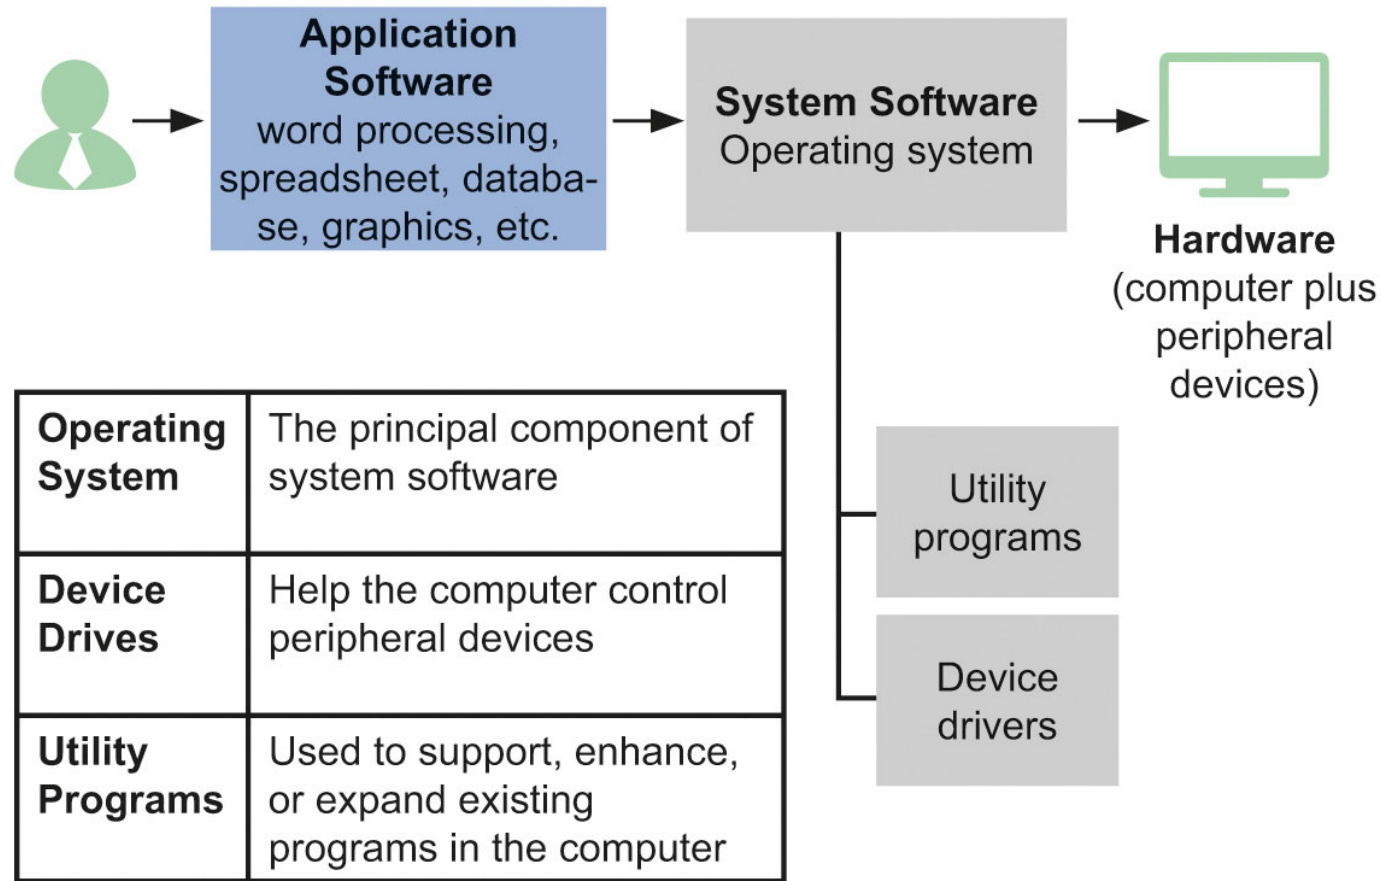 Application
Software
word processing,
spreadsheet, databa-
se, graphics, etc.
System Software
Operating system
Hardware
(computer plus
peripheral
devices)
Utility
programs
Device
drivers
Operating
System
The principal component of
system software
Device
Drives
Help the computer control
peripheral devices
Utility
Programs
Used to support, enhance,
or expand existing
programs in the computer